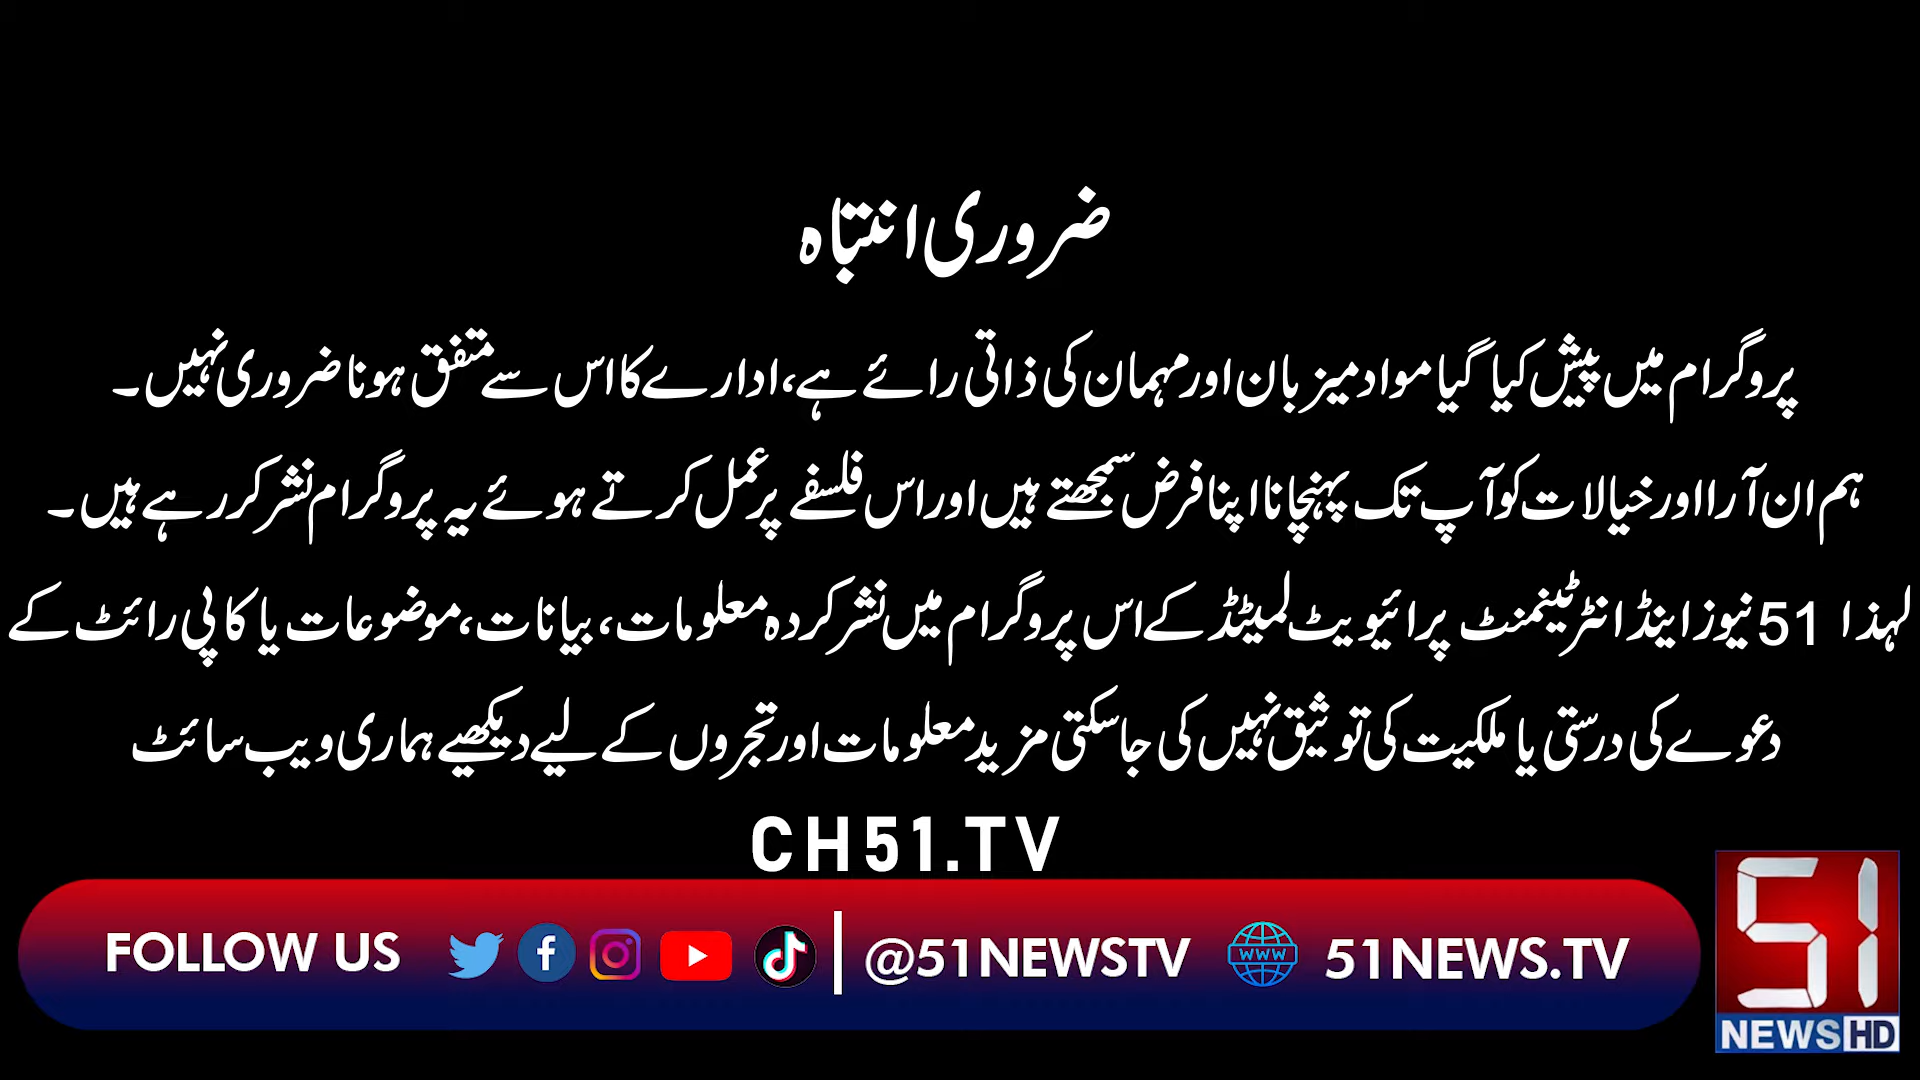 ضروری انتباہ
پروگرام میں پیش کیا گیا مواد میزبان اور مہمان کی ذاتی رائے ہے، ادارے کا اس سے متفق ہونا ضروری نہیں۔
ہم ان آرا اور خیالات کو آپ تک پہنچانا اپنا فرض سمجھتے ہیں اور اس فلسفے پر عمل کرتے ہوئے یہ پروگرام نشر کر رہے ہیں۔
لہذا 51 نیوز اینڈ انٹرٹینمنٹ پرائیویٹ لمیٹڈ کے اس پروگرام میں نشر کردہ معلومات، بیانات، موضوعات یا کاپی رائٹ کے
دعوے کی درستی یا ملکیت کی توثیق نہیں کی جاسکتی مزید معلومات اور تجزوں کے لیے دیکھیے ہماری ویب سائٹ
CH51.TV
FOLLOW US @51NEWSTV WWW 51NEWS.TV
51
NEWS HD